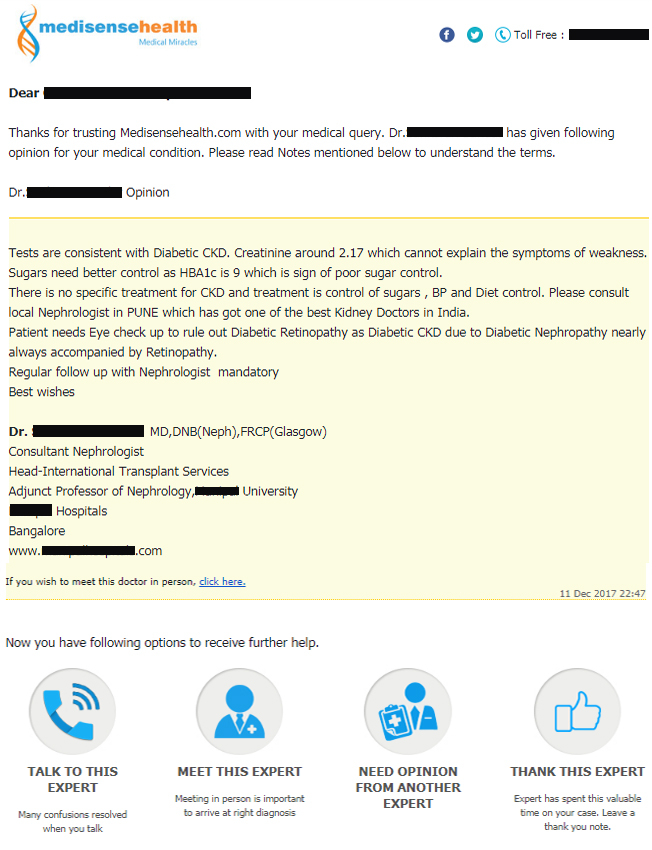 medisensehealth
Medical Miracles
Toll Free :
Dear
Thanks for trusting Medisensehealth.com with your medical query. Dr. has given following
opinion for your medical condition. Please read Notes mentioned below to understand the terms.
Dr. Opinion
Tests are consistent with Diabetic CKD. Creatinine around 2.17 which cannot explain the symptoms of weakness.
Sugars need better control as HBA1c is 9 which is sign of poor sugar control.
There is no specific treatment for CKD and treatment is control of sugars , BP and Diet control. Please consult
local Nephrologist in PUNE which has got one of the best Kidney Doctors in India.
Patient needs Eye check up to rule out Diabetic Retinopathy as Diabetic CKD due to Diabetic Nephropathy nearly
always accompanied by Retinopathy.
Regular follow up with Nephrologist mandatory
Best wishes
Dr. MD,DNB(Neph),FRCP(Glasgow)
Consultant Nephrologist
Head-International Transplant Services
Adjunct Professor of Nephrology, University
Hospitals
Bangalore
www. .com
If you wish to meet this doctor in person, click here.
11 Dec 2017 22:47
Now you have following options to receive further help.
TALK TO THIS
EXPERT
Many confusions resolved
when you talk
MEET THIS EXPERT
Meeting in person is important
to arrive at right diagnosis
NEED OPINION
FROM ANOTHER
EXPERT
THANK THIS EXPERT
Expert has spent this valuable
time on your case. Leave a
thank you note.